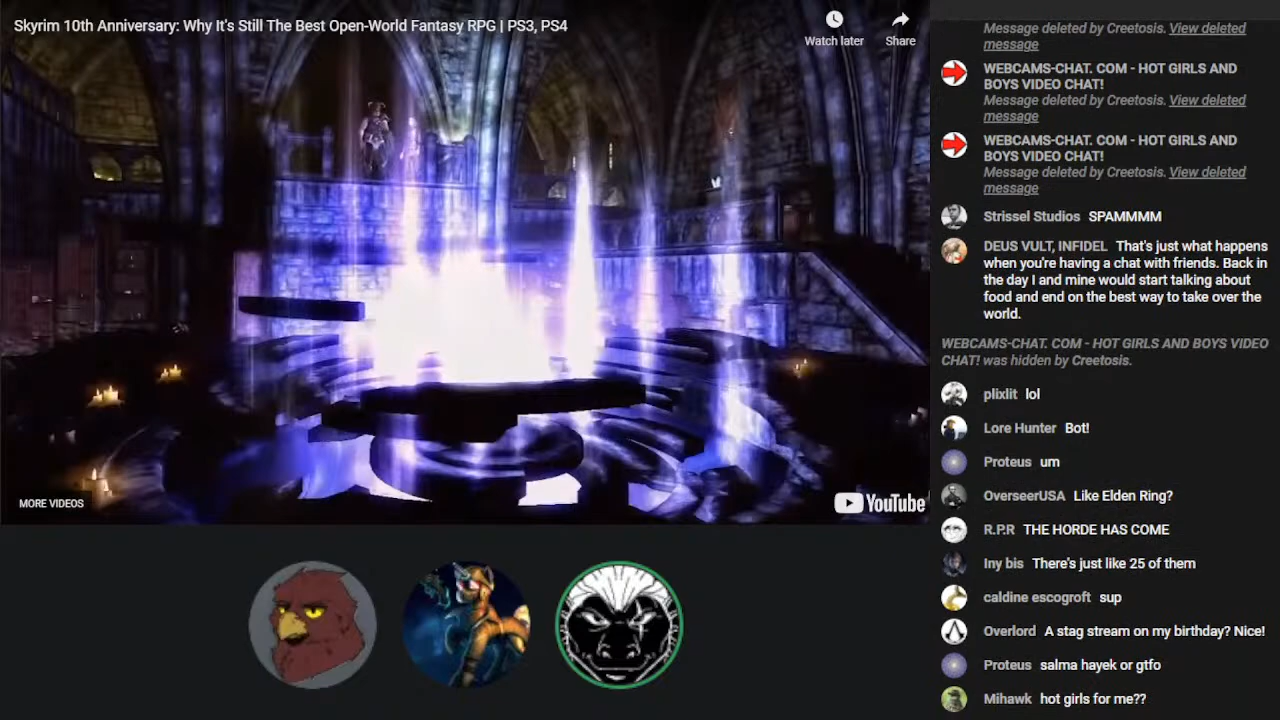 Skyrim 10th Anniversary: Why It's Still The Best Open-World Fantasy RPG | PS3, PS4
Watch later
Share
MORE VIDEOS
YouTube
Message deleted by Creetosis. View deleted
message
WEBCAMS-CHAT. COM - HOT GIRLS AND
BOYS VIDEO CHAT!
Message deleted by Creetosis. View deleted
message
WEBCAMS-CHAT. COM - HOT GIRLS AND
BOYS VIDEO CHAT!
Message deleted by Creetosis. View deleted
message
Strissel Studios SPAMMMM
DEUS VULT, INFIDEL That's just what happens
when you're having a chat with friends. Back in
the day I and mine would start talking about
food and end on the best way to take over the
world.
WEBCAMS-CHAT. COM - HOT GIRLS AND BOYS VIDEO
CHAT! was hidden by Creetosis.
plixlit lol
Lore Hunter Bot!
Proteus um
OverseerUSA Like Elden Ring?
R.P.R THE HORDE HAS COME
Iny bis There's just like 25 of them
caldine escogroft sup
Overlord A stag stream on my birthday? Nice!
Proteus salma hayek or gtfo
Mihawk hot girls for me??